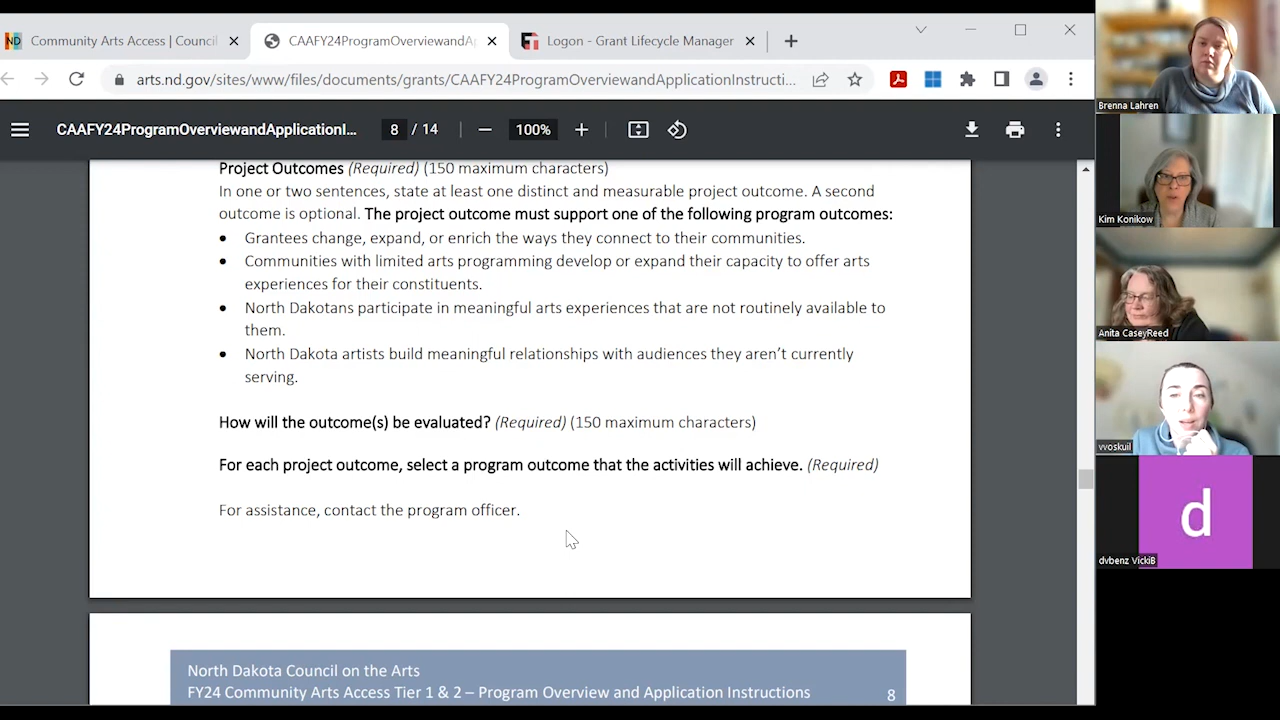 ND Community Arts Access | Council
CAAFY24ProgramOverviewandAp
Logon - Grant Lifecycle Manager
arts.nd.gov/sites/www/files/documents/grants/CAAFY24ProgramOverviewandApplicationInstructi...
CAAFY24ProgramOverviewandApplicationI...
8 / 14
100%
Project Outcomes (Required) (150 maximum characters)
In one or two sentences, state at least one distinct and measurable project outcome. A second
outcome is optional. The project outcome must support one of the following program outcomes:
• Grantees change, expand, or enrich the ways they connect to their communities.
• Communities with limited arts programming develop or expand their capacity to offer arts
experiences for their constituents.
• North Dakotans participate in meaningful arts experiences that are not routinely available to
them.
• North Dakota artists build meaningful relationships with audiences they aren't currently
serving.
How will the outcome(s) be evaluated? (Required) (150 maximum characters)
For each project outcome, select a program outcome that the activities will achieve. (Required)
For assistance, contact the program officer.
North Dakota Council on the Arts
FY24 Community Arts Access Tier 1 & 2 – Program Overview and Application Instructions
8
Brenna Lahren
Kim Konikow
Anita CaseyReed
vvoskuil
d
dvbenz VickiB